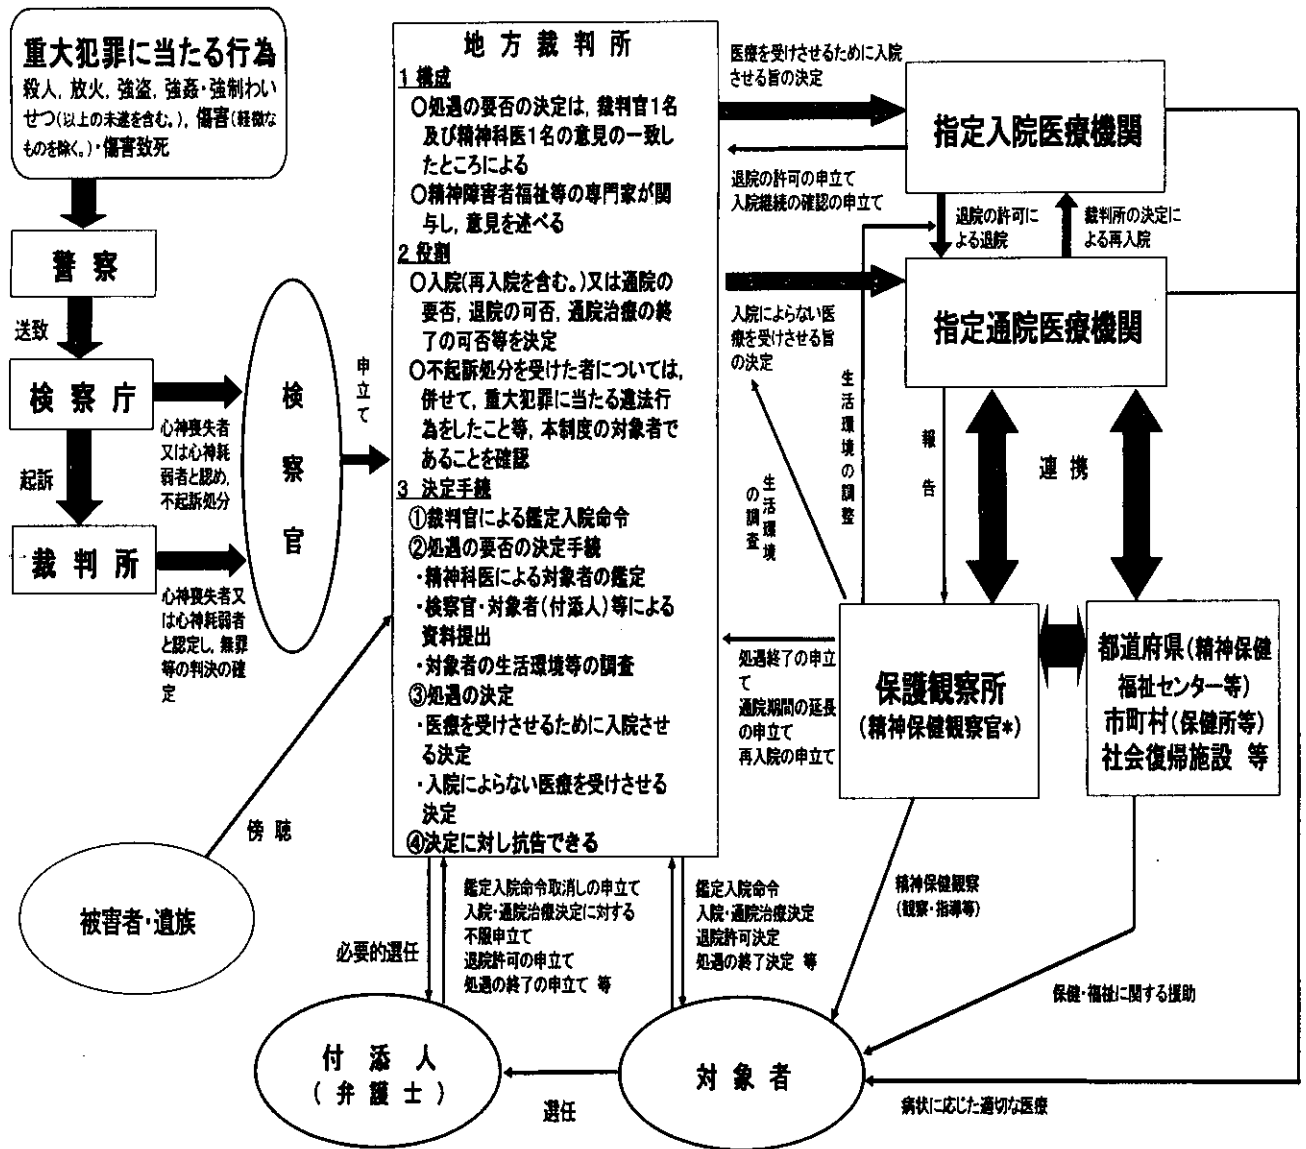 重大犯罪に当たる行為
殺人, 放火, 強盗, 強姦・強制わい
せつ(以上の未遂を含む。), 傷害(軽微な
ものを除く。)・傷害致死
警察
送致
検察庁
起訴
裁判所
心神喪失者
又は心神耗
弱者と認め,
不起訴処分
心神喪失者又
は心神耗弱者
と認定し, 無罪
等の判決の確
定
検察官
申立て
地方裁判所
1 構成
○処遇の要否の決定は, 裁判官1名
及び精神科医1名の意見の一致し
たところによる
○精神障害者福祉等の専門家が関
与し, 意見を述べる
2 役割
○入院(再入院を含む。)又は通院の
要否, 退院の可否, 通院治療の終
了の可否等を決定
○不起訴処分を受けた者については,
併せて, 重大犯罪に当たる違法行
為をしたこと等, 本制度の対象者で
あることを確認
3 決定手続
①裁判官による鑑定入院命令
②処遇の要否の決定手続
・精神科医による対象者の鑑定
・検察官・対象者(付添人)等による
資料提出
・対象者の生活環境等の調査
③処遇の決定
・医療を受けさせるために入院させ
る決定
・入院によらない医療を受けさせる
決定
④決定に対し抗告できる
医療を受けさせるために入院
させる旨の決定
指定入院医療機関
退院の許可の申立て
入院継続の確認の申立て
退院の許可に
よる退院
裁判所の決定に
よる再入院
入院によらない医
療を受けさせる旨
の決定
指定通院医療機関
生活環境の調整
報告
連携
生活環境
の調査
処遇終了の申立
て
通院期間の延長
の申立て
再入院の申立て
保護観察所
(精神保健観察官*)
都道府県(精神保健
福祉センター等)
市町村(保健所等)
社会復帰施設 等
傍聴
被害者・遺族
必要的選任
鑑定入院命令取消しの申立て
入院・通院治療決定に対する
不服申立て
退院許可の申立て
処遇の終了の申立て 等
鑑定入院命令
入院・通院治療決定
退院許可決定
処遇の終了決定 等
精神保健観察
(観察・指導等)
保健・福祉に関する援助
付添人
(弁護士)
選任
対象者
病状に応じた適切な医療